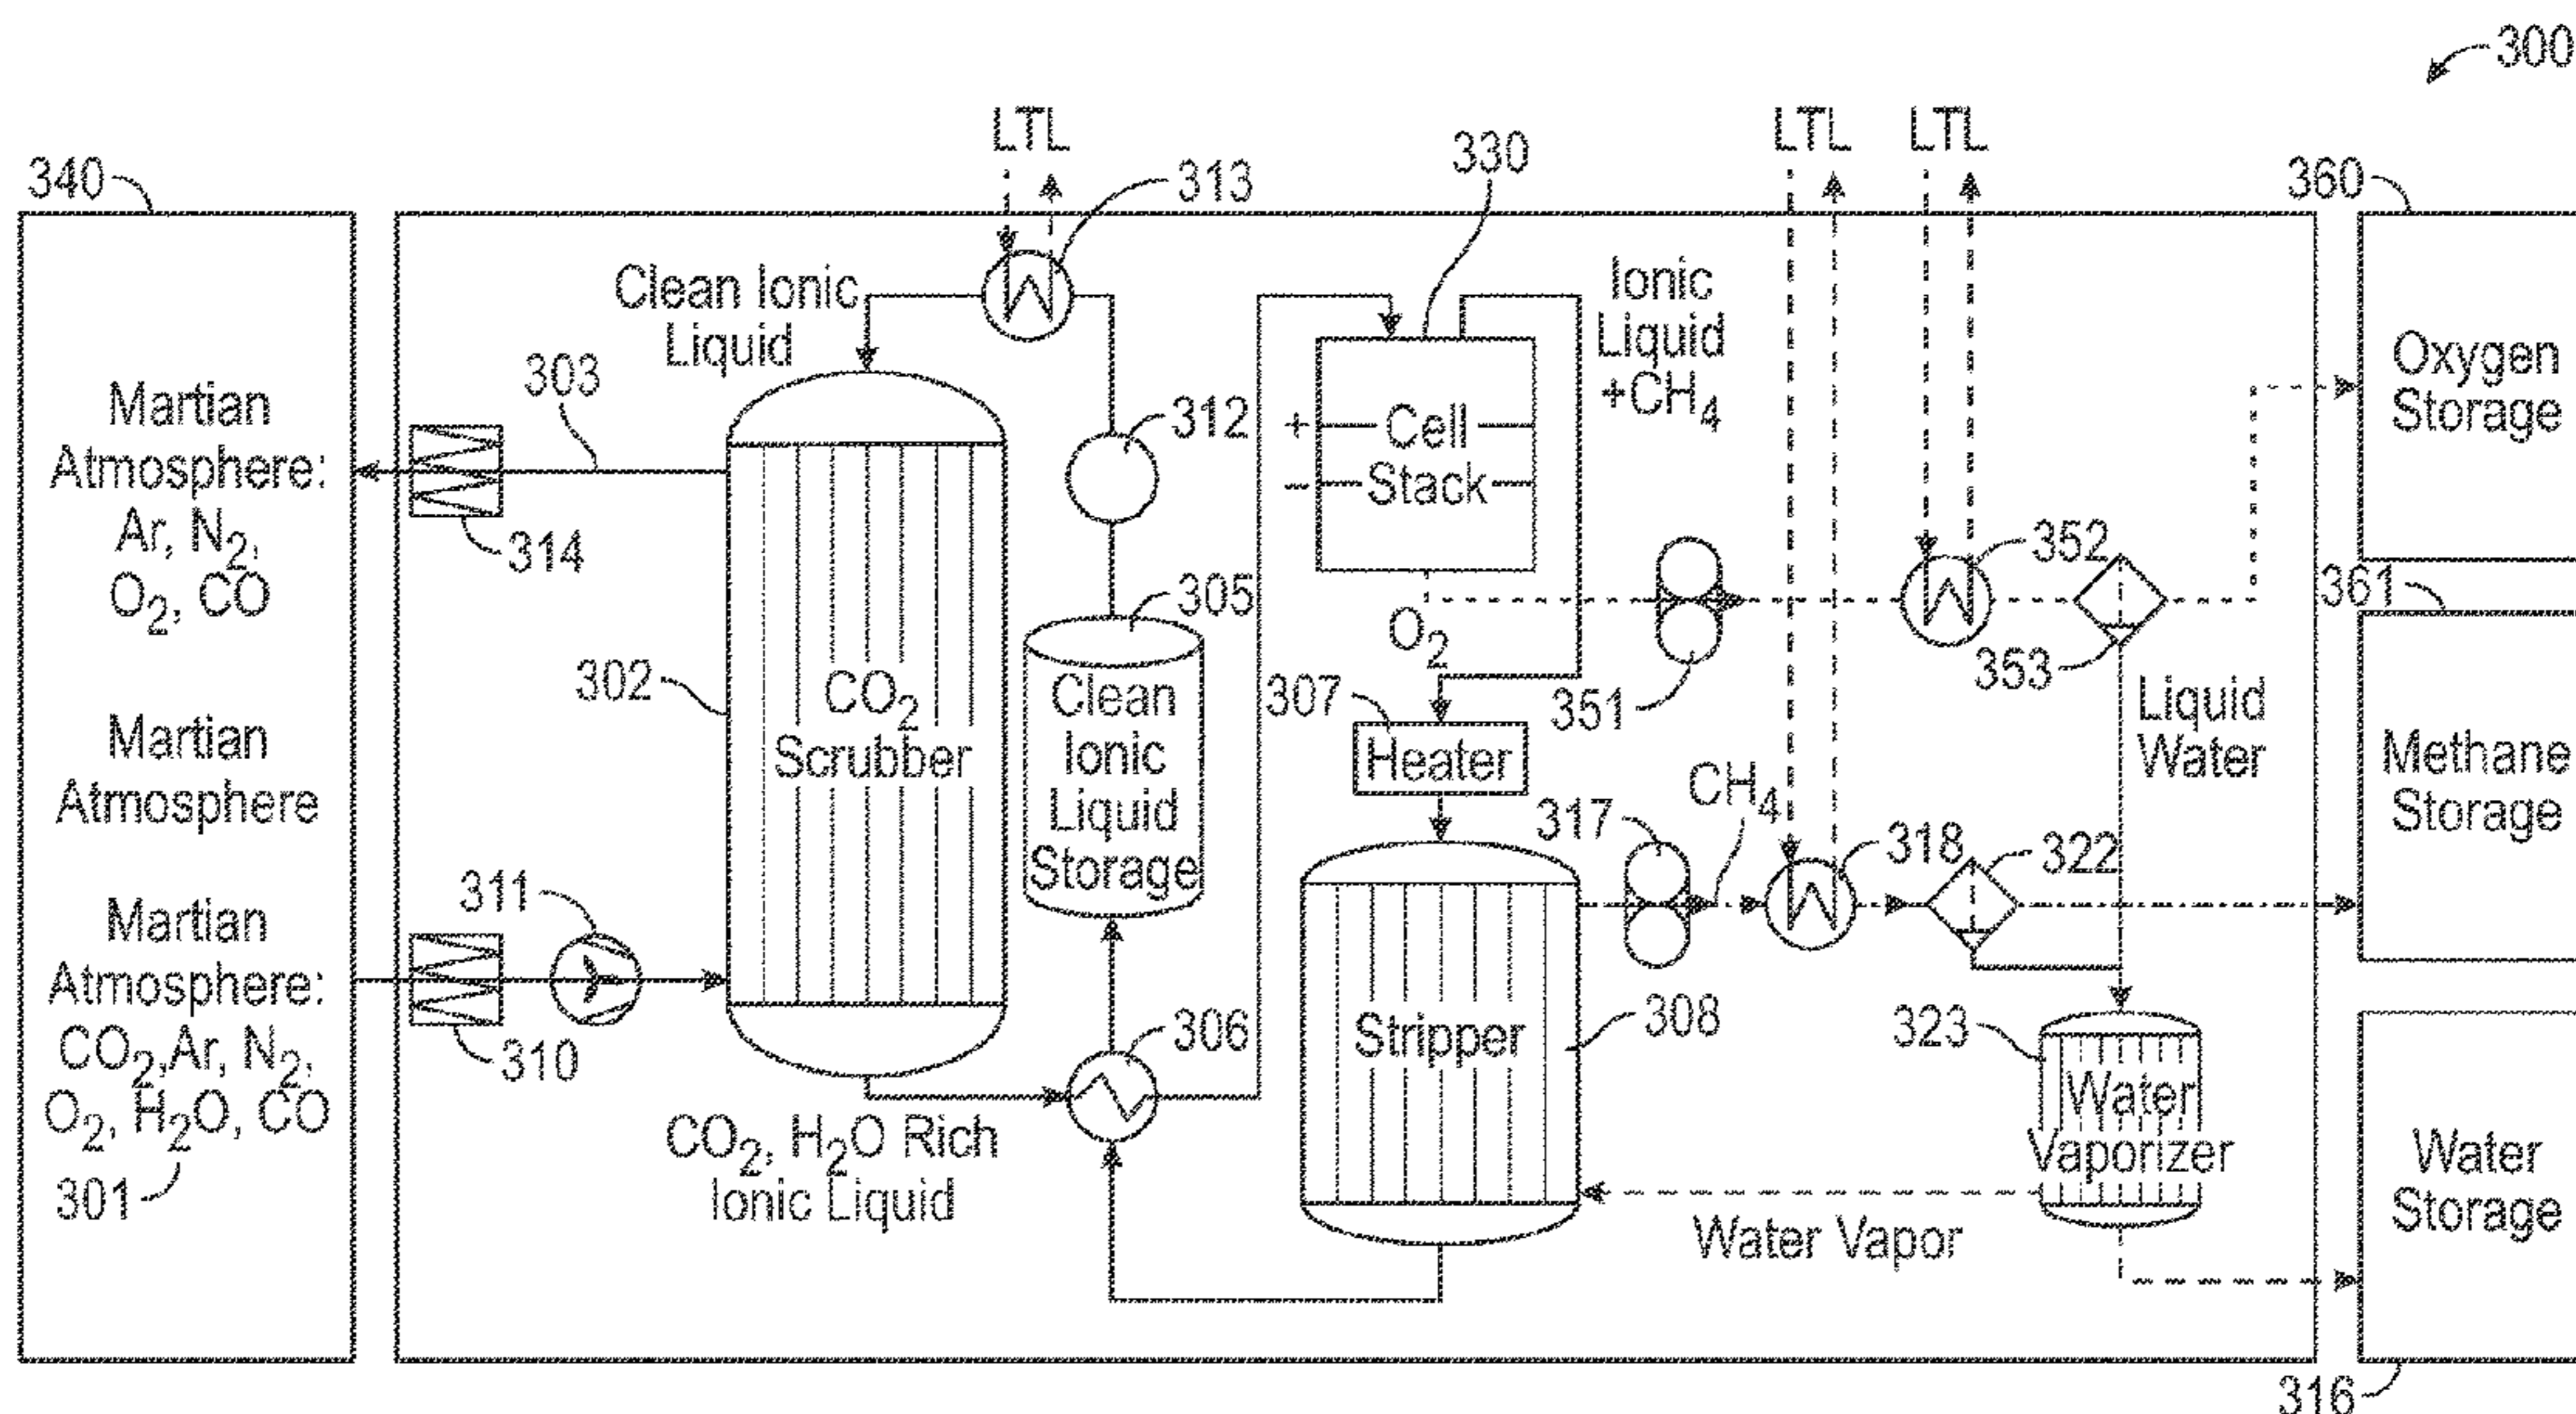 300
LTL
LTL
LTL
340
313
330
360
Clean Ionic
Liquid
Ionic
Liquid
+CH4
Oxygen
Storage
303
312
+
Cell
-
Stack
Martian
Atmosphere:
Ar, N2,
O2, CO
314
352
305
O2
351
353
361
302
CO2
Scrubber
Clean
Ionic
Liquid
Storage
307
Heater
Liquid
Water
Methane
Storage
Martian
Atmosphere
317
CH4
318
322
311
Martian
Atmosphere:
CO2,Ar, N2,
O2, H2O, CO
301
310
306
Stripper
308
323
Water
Vaporizer
CO2, H2O Rich
Ionic Liquid
Water Vapor
Water
Storage
316